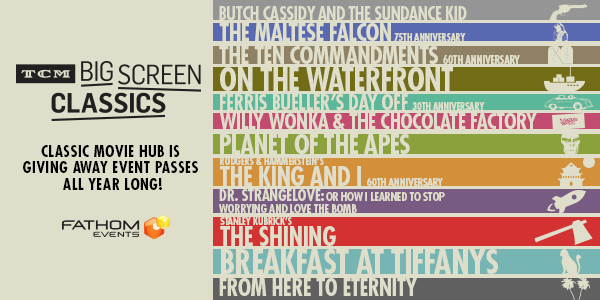 TCM BIG SCREEN
CLASSICS
CLASSIC MOVIE HUB IS
GIVING AWAY EVENT PASSES
ALL YEAR LONG!
FATHOM
EVENTS
BUTCH CASSIDY AND THE SUNDANCE KID
THE MALTESE FALCON 75TH ANNIVERSARY
THE TEN COMMANDMENTS 60TH ANNIVERSARY
ON THE WATERFRONT
FERRIS BUELLER'S DAY OFF 30TH ANNIVERSARY
WILLY WONKA & THE CHOCOLATE FACTORY
PLANET OF THE APES
RODGERS & HAMMERSTEIN'S
THE KING AND I 60TH ANNIVERSARY
DR. STRANGELOVE: OR HOW I LEARNED TO STOP
WORRYING AND LOVE THE BOMB
STANLEY KUBRICK'S
THE SHINING
BREAKFAST AT TIFFANYS
FROM HERE TO ETERNITY